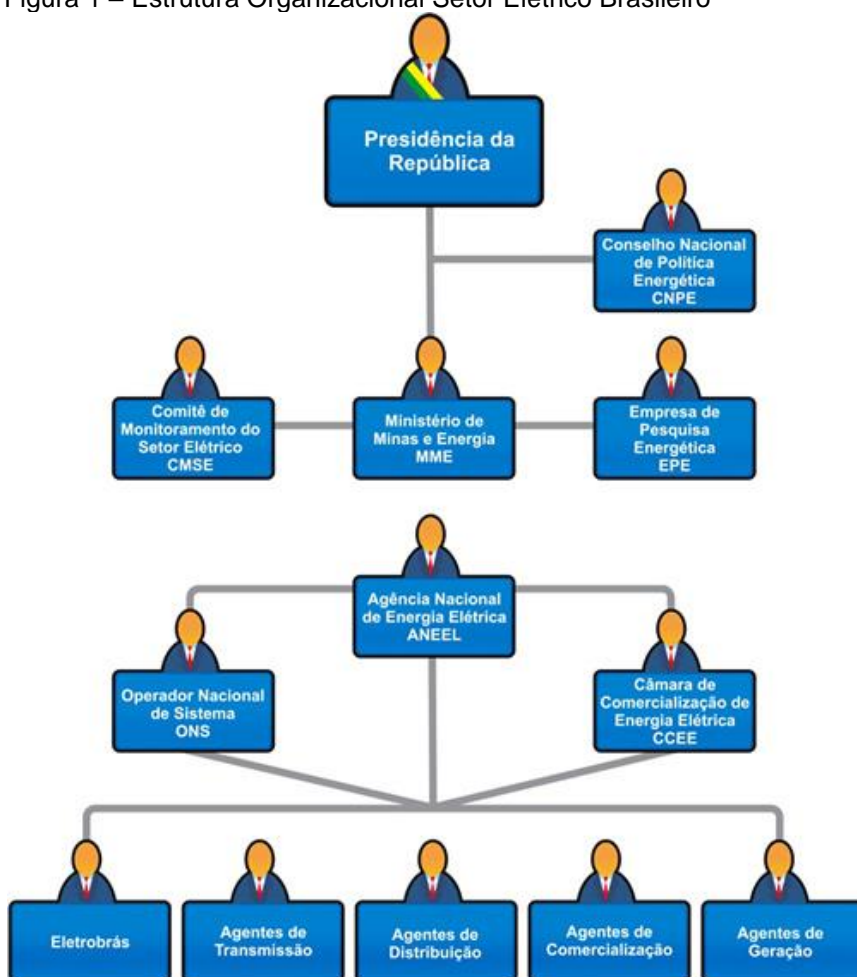 Figura 1 – Estrutura Organizacional Setor Elétrico Brasileiro
Presidência da
República
Conselho Nacional
de Política
Energética
CNPE
Comitê de
Monitoramento do
Setor Elétrico
CMSE
Ministério de
Minas e Energia
MME
Empresa de
Pesquisa
Energética
EPE
Agência Nacional
de Energia Elétrica
ANEEL
Operador Nacional
de Sistema
ONS
Câmara de
Comercialização de
Energia Elétrica
CCEE
Eletrobrás
Agentes de
Transmissão
Agentes de
Distribuição
Agentes de
Comercialização
Agentes de
Geração